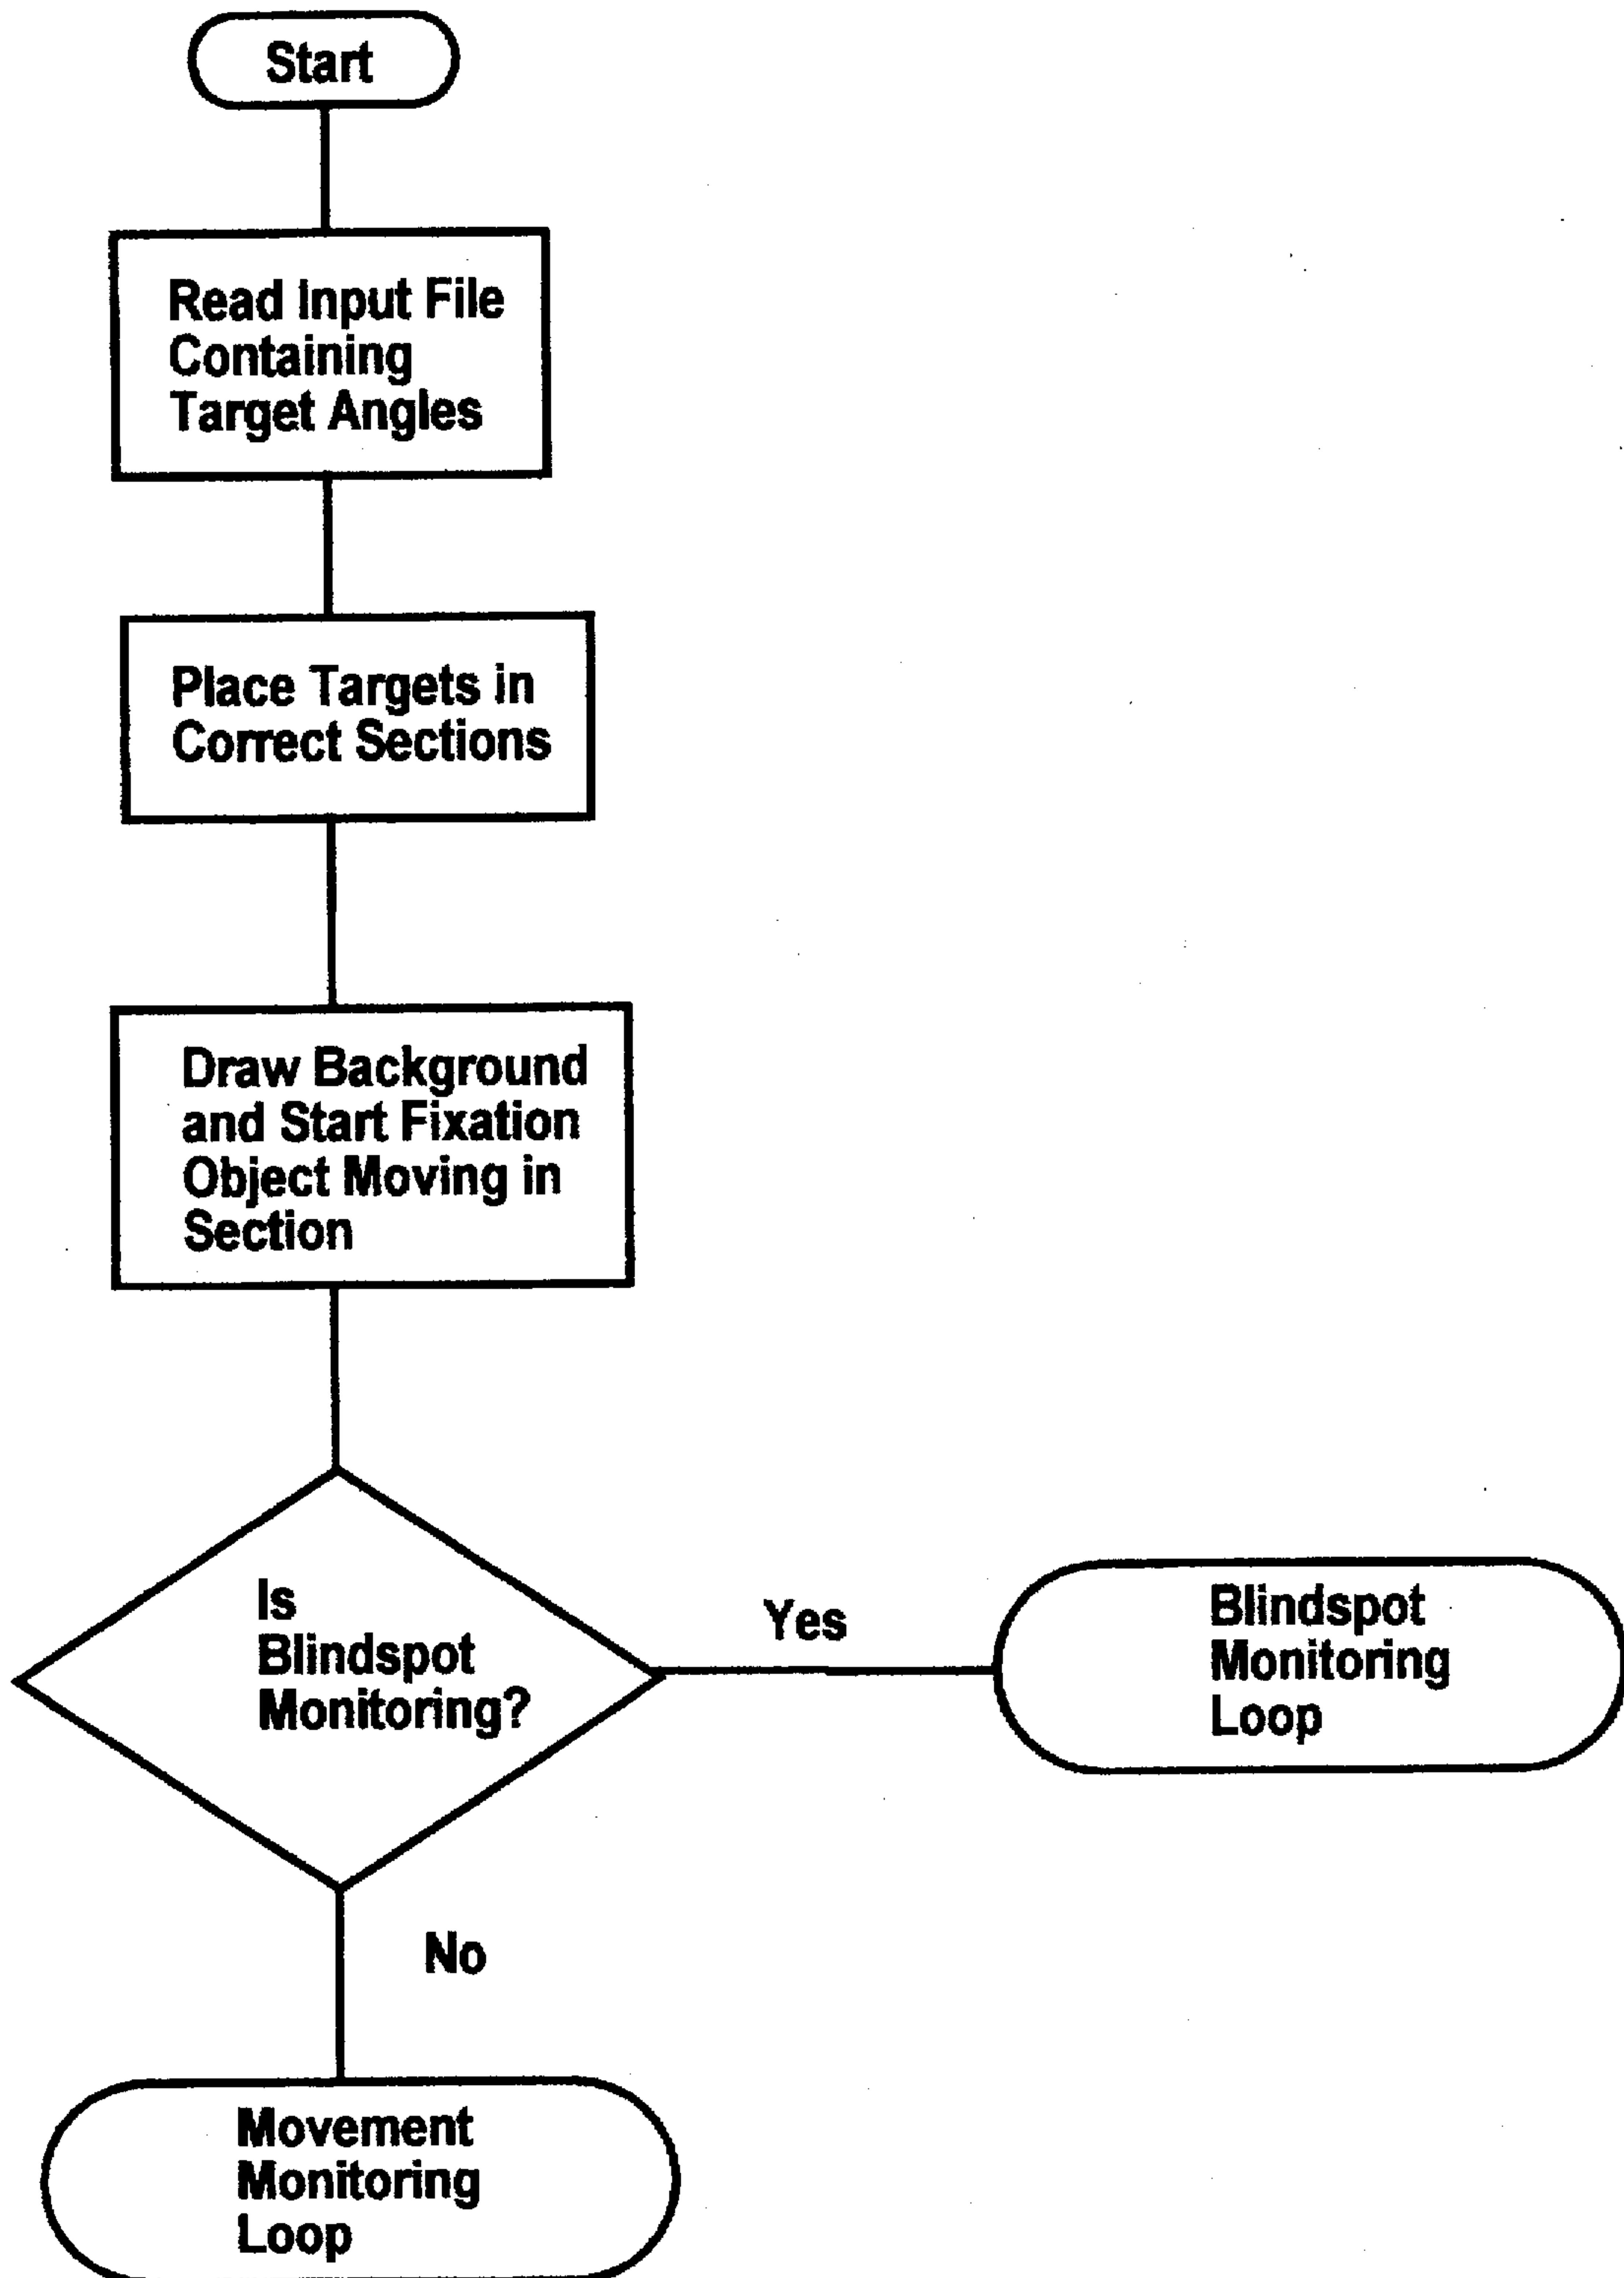 Start
Read Input File
Containing
Target Angles
Place Targets in
Correct Sections
Draw Background
and Start Fixation
Object Moving in
Section
Is
Blindspot
Monitoring?
Yes
Blindspot
Monitoring
Loop
No
Movement
Monitoring
Loop